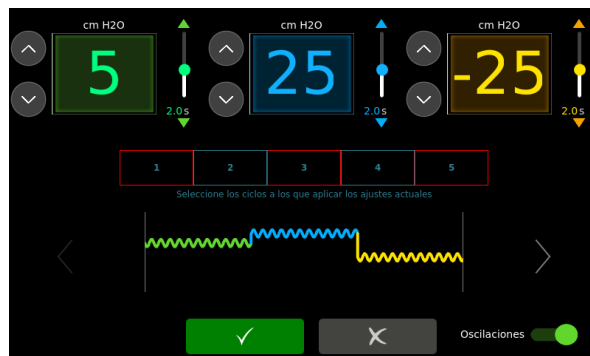 cm H2O
cm H2O
cm H2O
5
25
-25
2.0 s
2.0 s
2.0 s
1 2 3 4 5
Seleccione los ciclos a los que aplicar los ajustes actuales
Oscilaciones